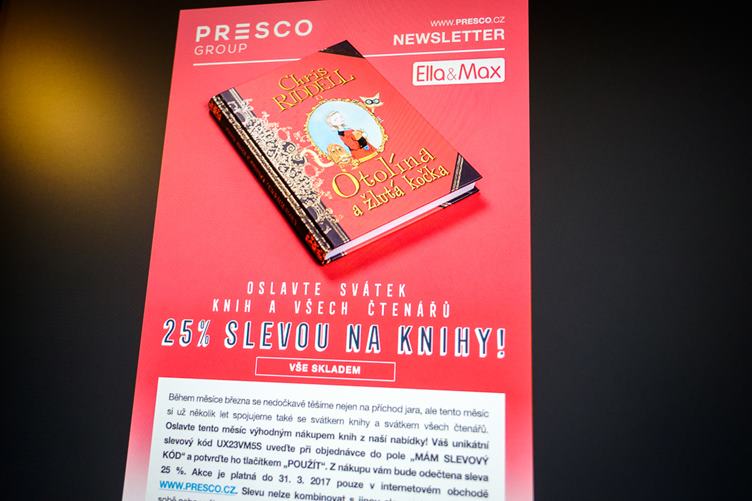 PRESCO
GROUP
WWW.PRESCO.CZ
NEWSLETTER
Ella&Max
Chris
RIDDELL
Otolína
a žlutá kočka
OSLAVTE SVÁTEK
KNIH A VŠECH ČTENÁŘŮ
25% SLEVOU NA KNIHY!
VŠE SKLADEM
Během měsíce března se nedočkavě těšíme nejen na příchod jara, ale tento měsíc
si už několik let spojujeme také se svátkem knihy a svátkem všech čtenářů.
Oslavte tento měsíc výhodným nákupem knih z naší nabídky! Váš unikátní
slevový kód UX23VM5S uveďte při objednávce do pole „MÁM SLEVOVÝ
KÓD“ a potvrďte ho tlačítkem „POUŽÍT“. Z nákupu vám bude odečtena sleva
25 %. Akce je platná do 31. 3. 2017 pouze v internetovém obchodě
WWW.PRESCO.CZ. Slevu nelze kombinovat s